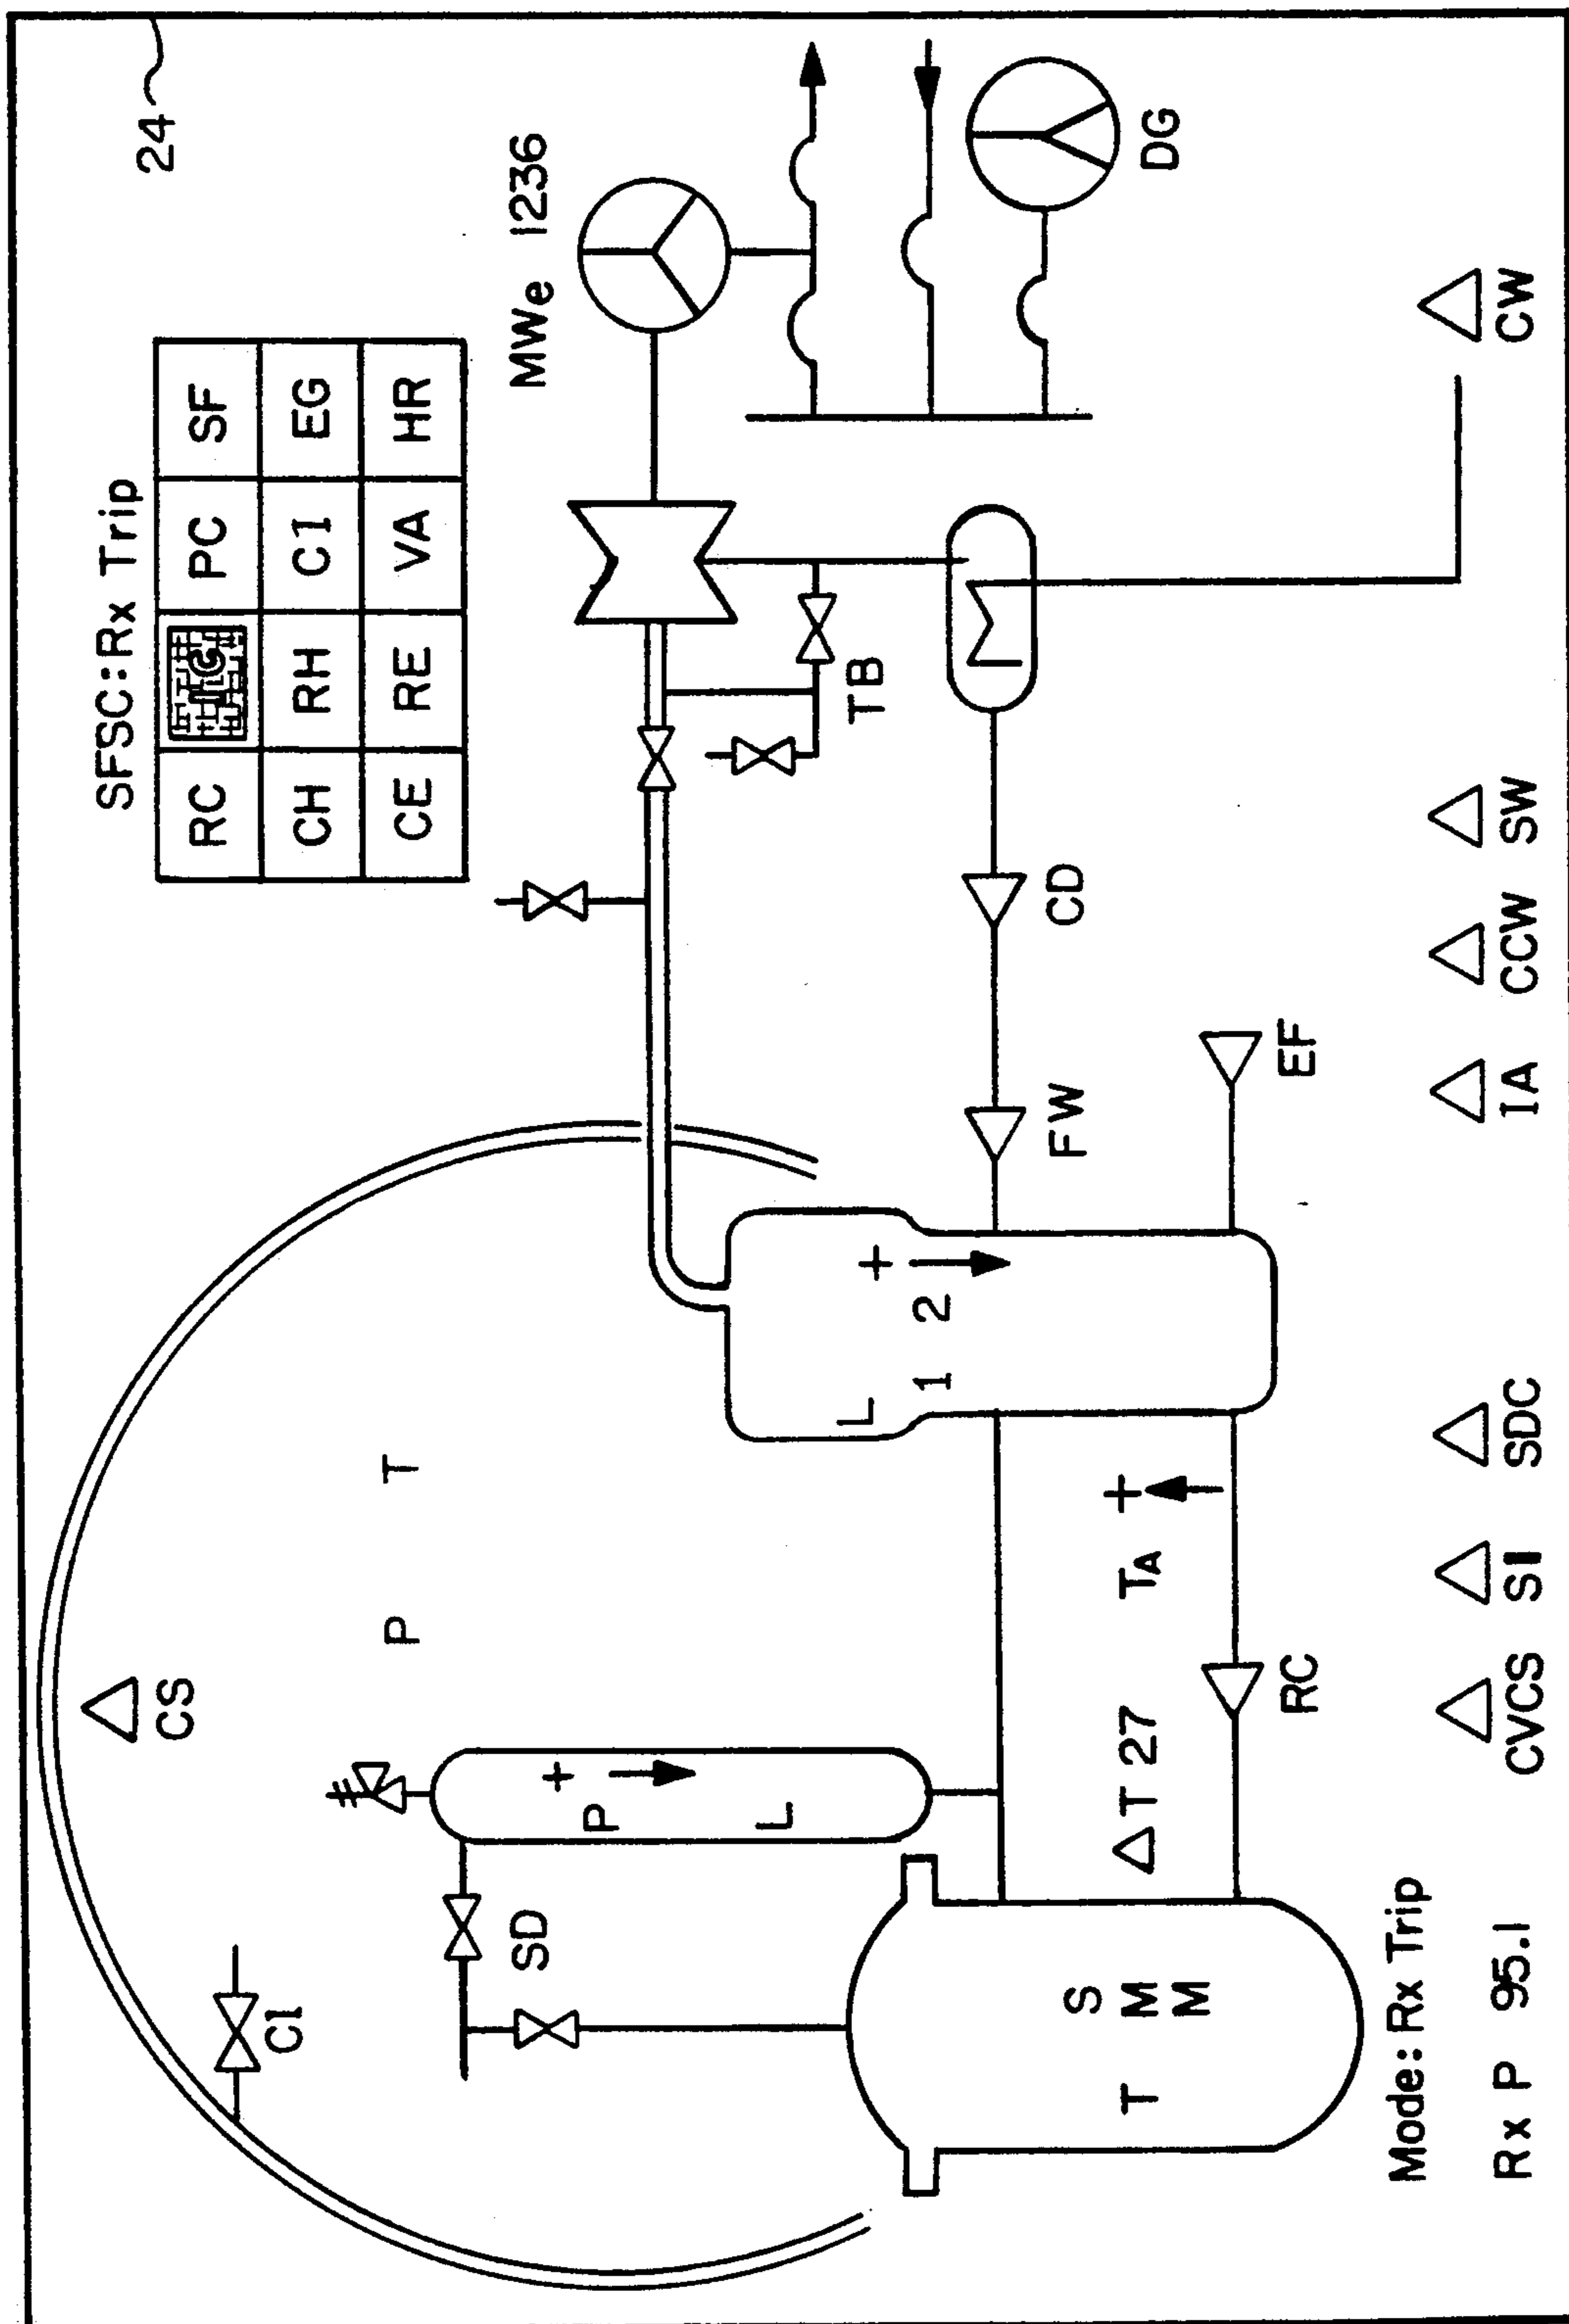 SFSC:Rx Trip
24
CS
RC PC SF
CH RH CI EG
CE RE VA HR
CI
P T
SD
MWe 1236
+
P
L
TB
L +
1 2
CD
FW
DG
S
T M
M
ΔT 27 TA +
RC
EF
Mode: Rx Trip
Rx P 95.1
CVCS SI SDC IA CCW SW CW